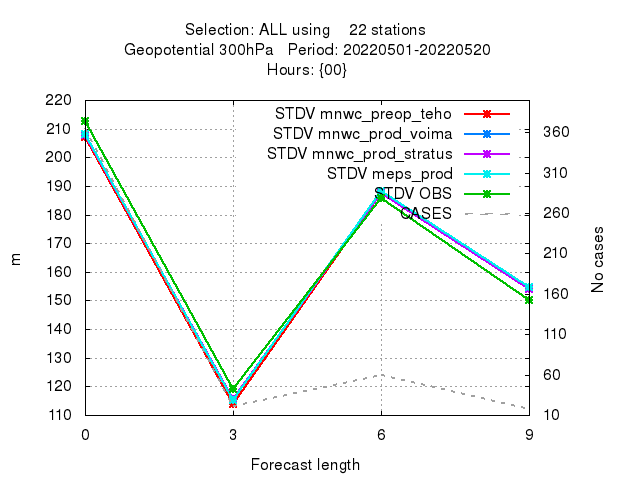 Selection: ALL using    22 stations
Geopotential 300hPa   Period: 20220501-20220520
Hours: {00}
STDV mnwc_preop_teho
STDV mnwc_prod_voima
STDV mnwc_prod_stratus
STDV meps_prod
STDV OBS
CASES
220
210
200
190
180
170
160
150
140
130
120
110
m
360
310
260
210
160
110
60
10
No cases
0 3 6 9
Forecast length